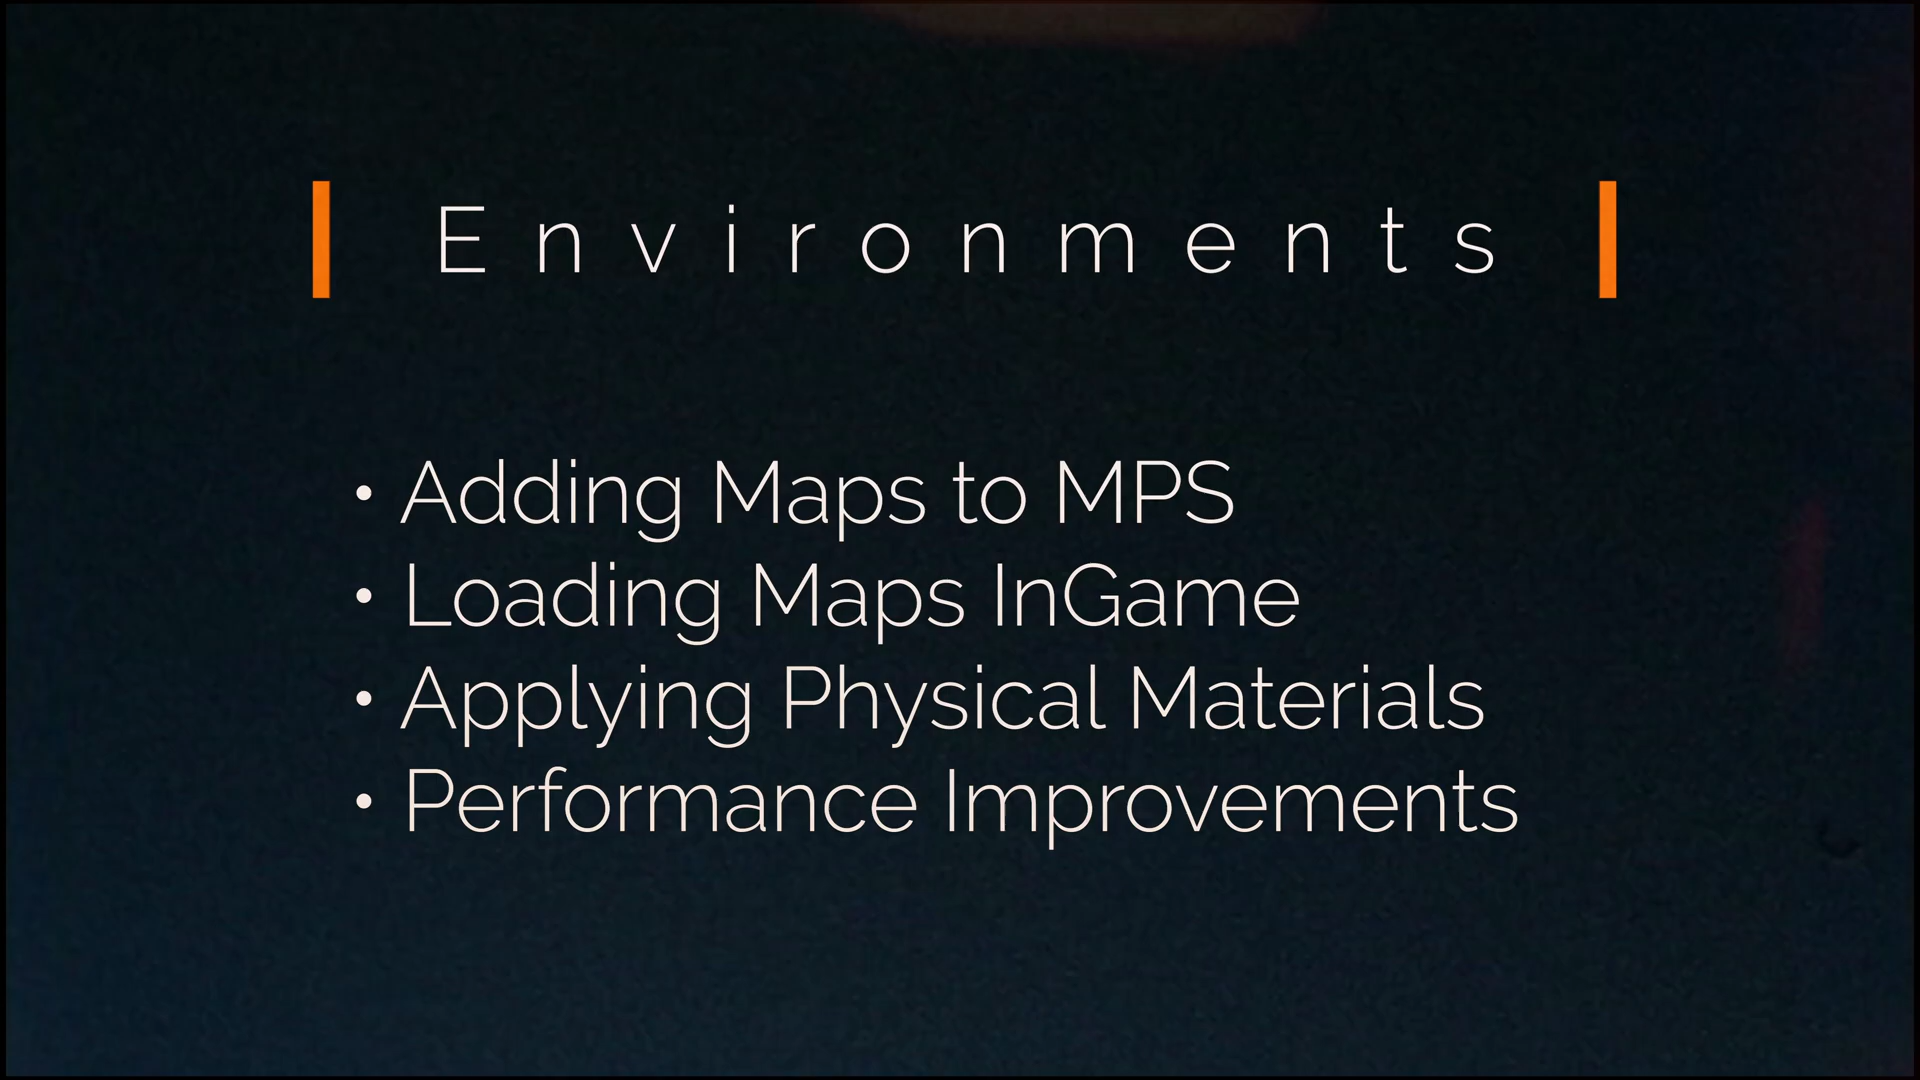 Environments
• Adding Maps to MPS
• Loading Maps InGame
• Applying Physical Materials
• Performance Improvements